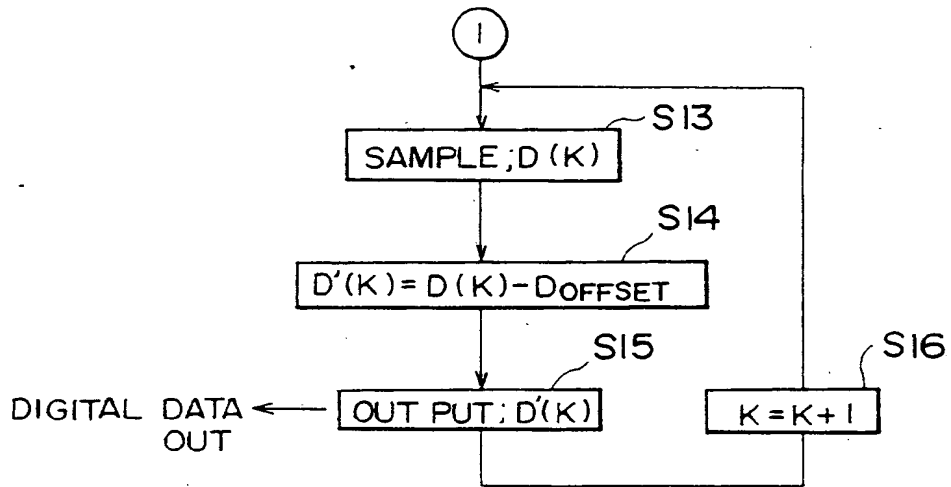 1
S13
SAMPLE; D(K)
S14
D'(K) = D(K) - DOFFSET
S15
OUT PUT; D'(K)
DIGITAL DATA
OUT
S16
K = K + 1